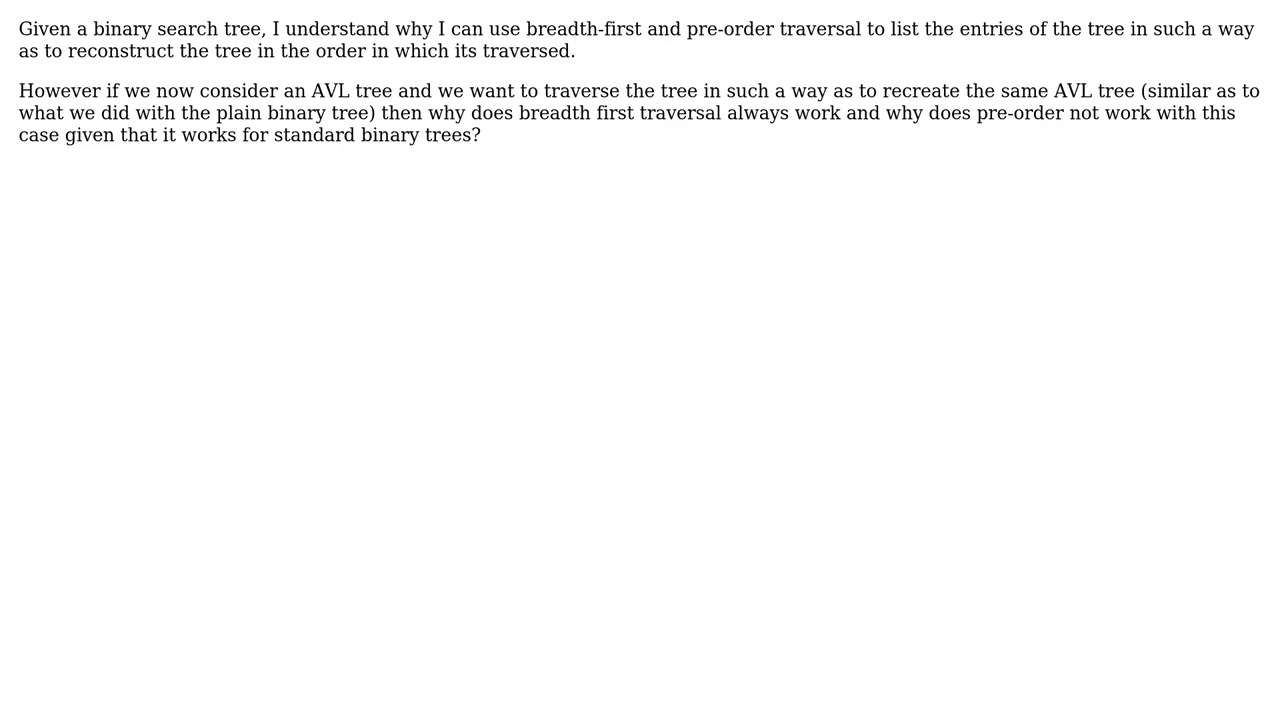 Given a binary search tree, I understand why I can use breadth-first and pre-order traversal to list the entries of the tree in such a way
as to reconstruct the tree in the order in which its traversed.
However if we now consider an AVL tree and we want to traverse the tree in such a way as to recreate the same AVL tree (similar as to
what we did with the plain binary tree) then why does breadth first traversal always work and why does pre-order not work with this
case given that it works for standard binary trees?